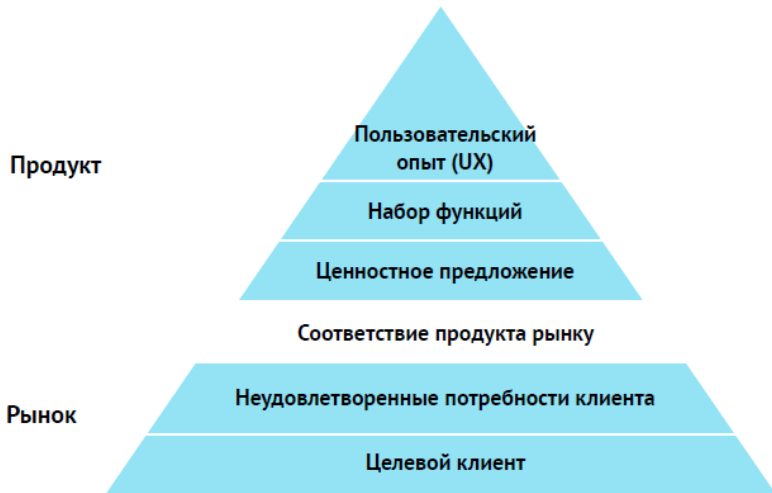 Пользовательский
опыт (UX)
Продукт
Набор функций
Ценностное предложение
Соответствие продукта рынку
Неудовлетворенные потребности клиента
Рынок
Целевой клиент